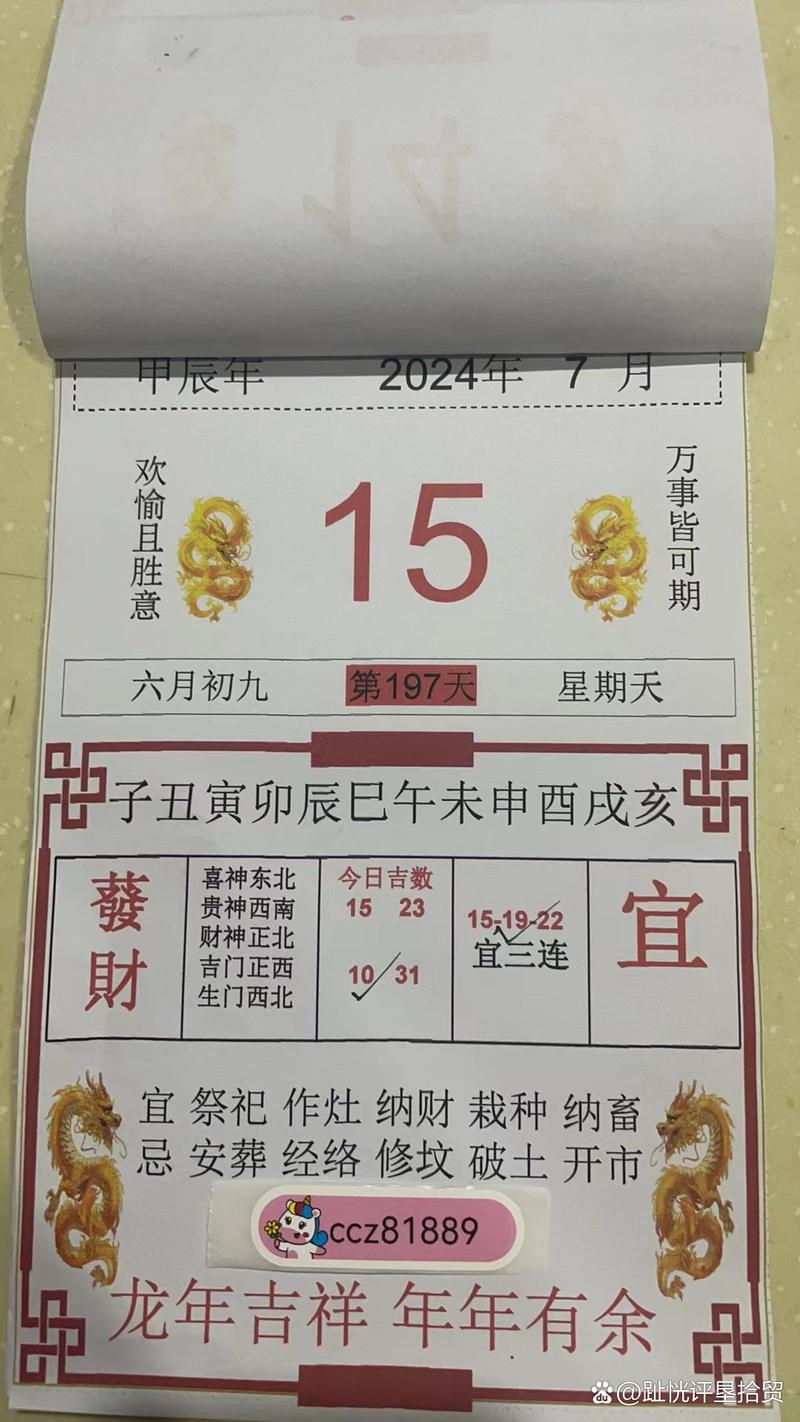 甲辰年 2024年 7 月
欢愉且胜意
15
万事皆可期
六月初九 第197天 星期天
子丑寅卯辰巳午未申酉戌亥
發財
喜神东北
贵神西南
财神正北
吉门正西
生门西北
今日吉数
15 23
10 31
15-19-22
宜三连
宜
宜 祭祀 作灶 纳财 栽种 纳畜
忌 安葬 经络 修坟 破土 开市
ccz81889
龙年吉祥 年年有余
@趾恍评垦拾贸